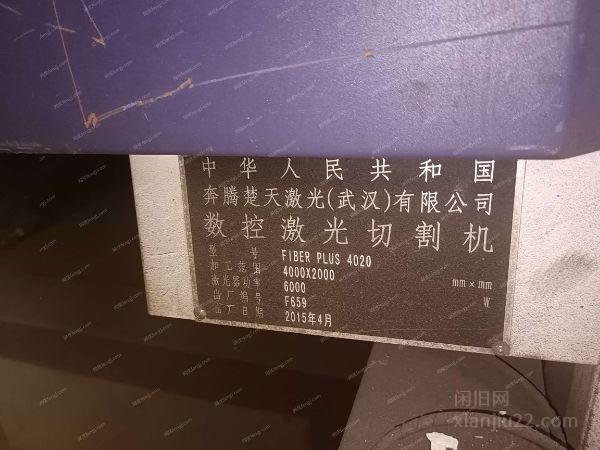 中华人民共和国
奔腾楚天激光(武汉)有限公司
数控激光切割机
型号 FIBER PLUS 4020
加工范围 4000X2000 mm×mm
激光器功率 6000 W
出厂编号 F659
出厂日期 2015年4月
闲旧网
xianjiu22.com